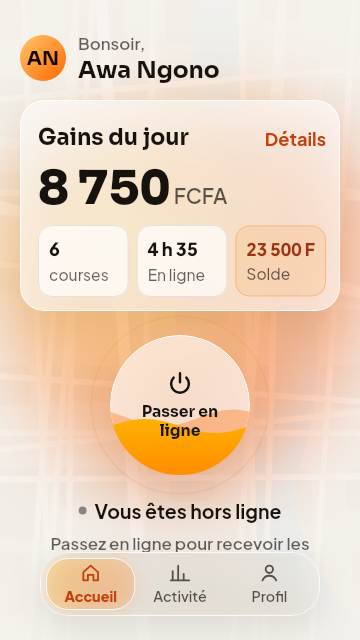 AN
Bonsoir,
Awa Ngono
Gains du jour
Détails
8 750 FCFA
6
courses
4 h 35
En ligne
23 500 F
Solde
Passer en
ligne
Vous êtes hors ligne
Passez en ligne pour recevoir les
Accueil
Activité
Profil